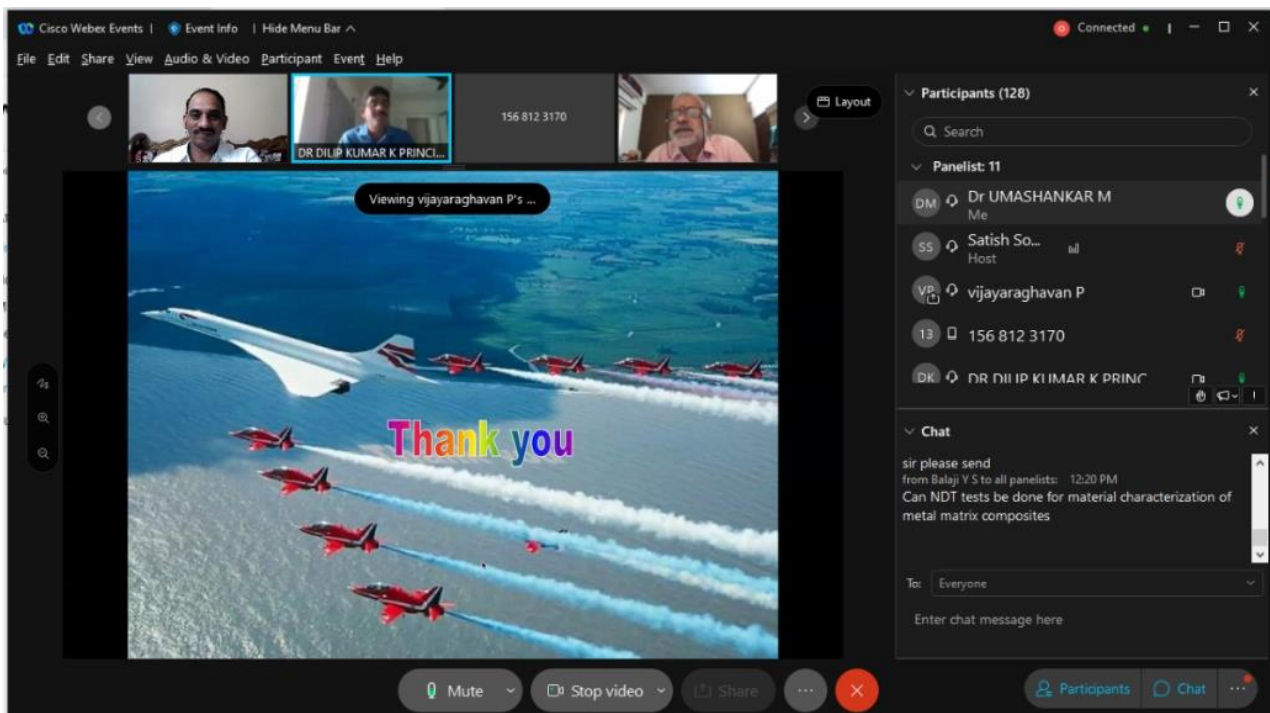 Cisco Webex Events | Event Info | Hide Menu Bar
Connected
File Edit Share View Audio & Video Participant Event Help
DR DILIP KUMAR K PRINCI...
156 812 3170
Layout
Viewing vijayaraghavan P's ...
Thank you
Participants (128)
Search
Panelist: 11
DM Dr UMASHANKAR M
Me
SS Satish So...
Host
VP vijayaraghavan P
13 156 812 3170
DK DR DILIP KUMAR K PRINC
Chat
sir please send
from Balaji Y S to all panelists: 12:20 PM
Can NDT tests be done for material characterization of
metal matrix composites
To: Everyone
Enter chat message here
Mute Stop video Share
Participants Chat